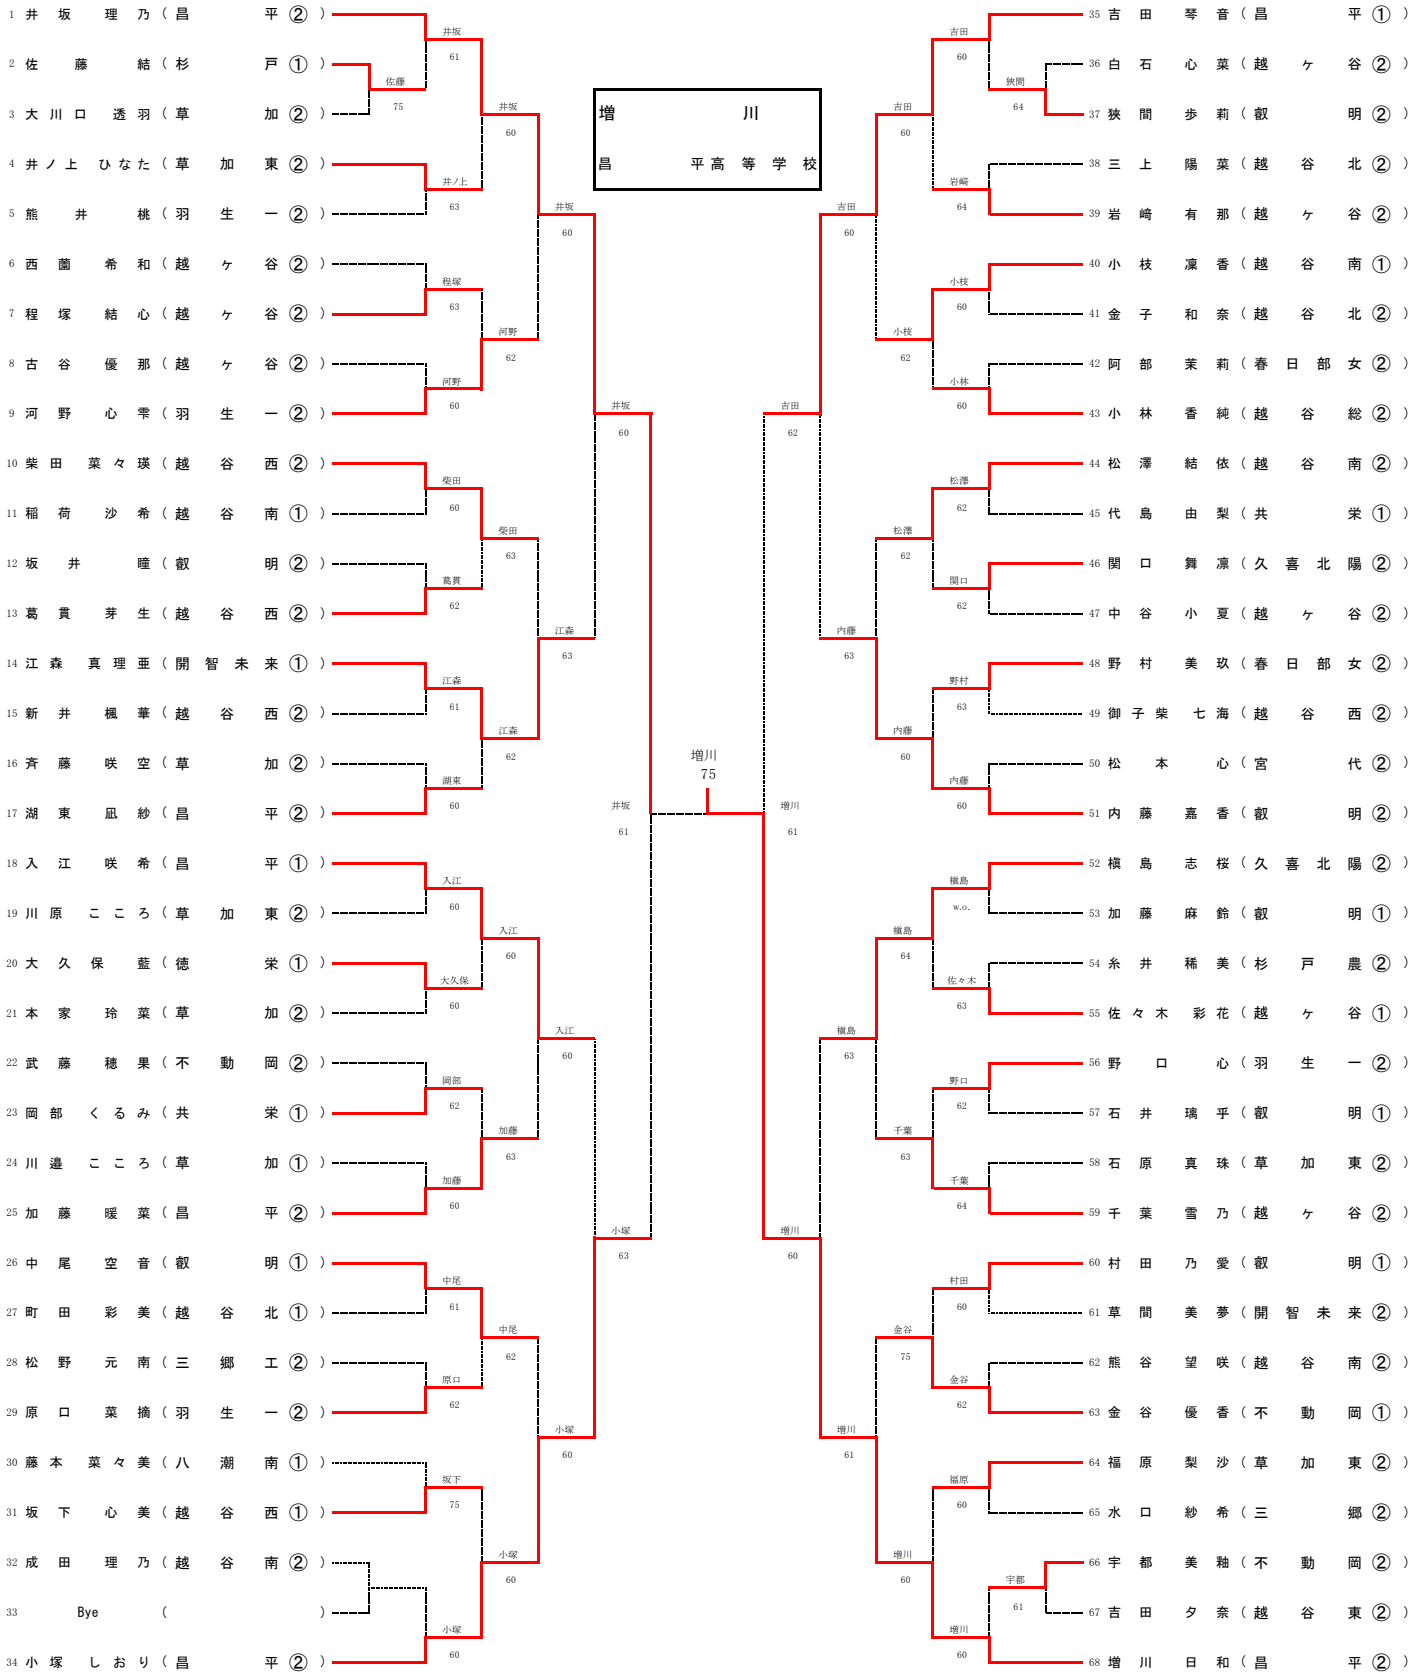 1 井坂 理乃 ( 昌平 ② )
2 佐藤 結 ( 杉戸 ① )
3 大川口 透羽 ( 草加 ② )
4 井ノ上 ひなた ( 草加東 ② )
5 熊井 桃 ( 羽生一 ② )
6 西薗 希和 ( 越ヶ谷 ② )
7 程塚 結心 ( 越ヶ谷 ② )
8 古谷 優那 ( 越ヶ谷 ② )
9 河野 心雫 ( 羽生一 ② )
10 柴田 菜々瑛 ( 越谷西 ② )
11 稲荷 沙希 ( 越谷南 ① )
12 坂井 瞳 ( 叡明 ② )
13 葛貫 芽生 ( 越谷西 ② )
14 江森 真理亜 ( 開智未来 ① )
15 新井 楓華 ( 越谷西 ② )
16 斉藤 咲空 ( 草加 ② )
17 湖東 凪紗 ( 昌平 ② )
18 入江 咲希 ( 昌平 ① )
19 川原 こころ ( 草加東 ② )
20 大久保 藍 ( 徳栄 ① )
21 本家 玲菜 ( 草加 ② )
22 武藤 穂果 ( 不動岡 ② )
23 岡部 くるみ ( 共栄 ① )
24 川邉 こころ ( 草加 ① )
25 加藤 暖菜 ( 昌平 ② )
26 中尾 空音 ( 叡明 ① )
27 町田 彩美 ( 越谷北 ① )
28 松野 元南 ( 三郷工 ② )
29 原口 菜摘 ( 羽生一 ② )
30 藤本 菜々美 ( 八潮南 ① )
31 坂下 心美 ( 越谷西 ① )
32 成田 理乃 ( 越谷南 ② )
33 Bye ( )
34 小塚 しおり ( 昌平 ② )
佐藤
75
井坂
61
井ノ上
63
程塚
63
河野
60
柴田
60
葛貫
62
江森
61
湖東
60
入江
60
大久保
60
岡部
62
加藤
60
中尾
61
原口
62
坂下
75
小塚
60
井坂
60
河野
62
柴田
63
江森
62
入江
60
加藤
63
中尾
62
小塚
60
井坂
60
江森
63
入江
60
小塚
60
井坂
60
小塚
63
井坂
61
増川
昌平高等学校
増川
75
増川
61
吉田
62
増川
60
吉田
60
内藤
63
槇島
63
増川
61
吉田
60
小枝
62
松澤
62
内藤
60
槇島
64
千葉
63
金谷
75
増川
60
吉田
60
岩﨑
64
小枝
60
小林
60
松澤
62
関口
62
野村
63
内藤
60
槇島
w.o.
佐々木
63
野口
62
千葉
64
村田
60
金谷
62
福原
60
増川
60
狹間
64
宇都
61
35 吉田 琴音 ( 昌平 ① )
36 白石 心菜 ( 越ヶ谷 ② )
37 狹間 歩莉 ( 叡明 ② )
38 三上 陽菜 ( 越谷北 ② )
39 岩﨑 有那 ( 越ヶ谷 ② )
40 小枝 凜香 ( 越谷南 ① )
41 金子 和奈 ( 越谷北 ② )
42 阿部 茉莉 ( 春日部女 ② )
43 小林 香純 ( 越谷総 ② )
44 松澤 結依 ( 越谷南 ② )
45 代島 由梨 ( 共栄 ① )
46 関口 舞凛 ( 久喜北陽 ② )
47 中谷 小夏 ( 越ヶ谷 ② )
48 野村 美玖 ( 春日部女 ② )
49 御子柴 七海 ( 越谷西 ② )
50 松本 心 ( 宮代 ② )
51 内藤 嘉香 ( 叡明 ② )
52 槇島 志桜 ( 久喜北陽 ② )
53 加藤 麻鈴 ( 叡明 ① )
54 糸井 稀美 ( 杉戸農 ② )
55 佐々木 彩花 ( 越ヶ谷 ① )
56 野口 心 ( 羽生一 ② )
57 石井 璃乎 ( 叡明 ① )
58 石原 真珠 ( 草加東 ② )
59 千葉 雪乃 ( 越ヶ谷 ② )
60 村田 乃愛 ( 叡明 ① )
61 草間 美夢 ( 開智未来 ② )
62 熊谷 望咲 ( 越谷南 ② )
63 金谷 優香 ( 不動岡 ① )
64 福原 梨沙 ( 草加東 ② )
65 水口 紗希 ( 三郷 ② )
66 宇都 美釉 ( 不動岡 ② )
67 吉田 夕奈 ( 越谷東 ② )
68 増川 日和 ( 昌平 ② )